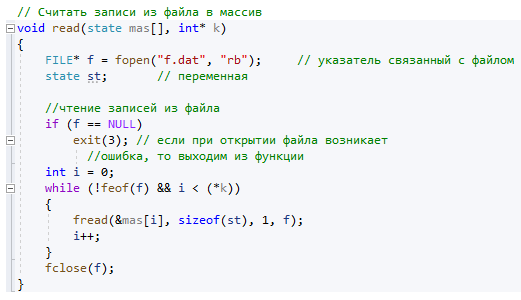 // Считать записи из файла в массив
void read(state mas[], int* k)
{
FILE* f = fopen("f.dat", "rb"); // указатель связанный с файлом
state st; // переменная
//чтение записей из файла
if (f == NULL)
exit(3); // если при открытии файла возникает
//ошибка, то выходим из функции
int i = 0;
while (!feof(f) && i < (*k))
{
fread(&mas[i], sizeof(st), 1, f);
i++;
}
fclose(f);
}